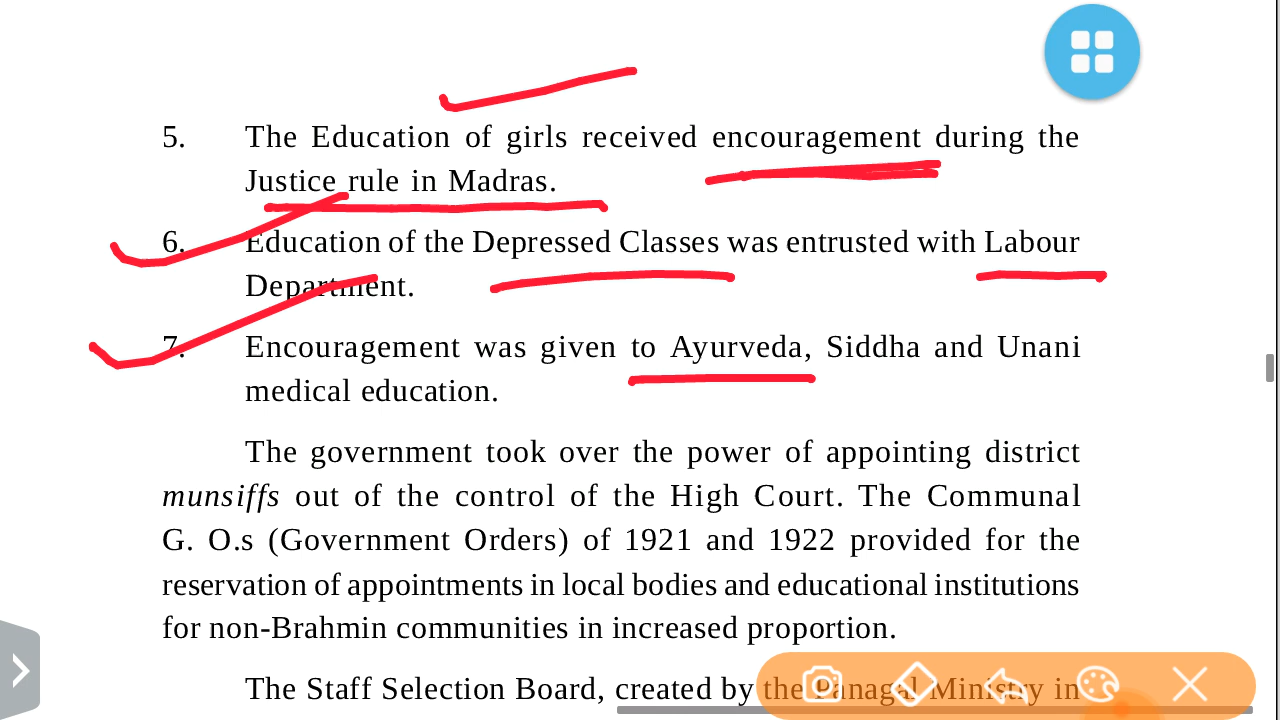 5. The Education of girls received encouragement during the
Justice rule in Madras.
6. Education of the Depressed Classes was entrusted with Labour
Department.
7. Encouragement was given to Ayurveda, Siddha and Unani
medical education.
The government took over the power of appointing district
munsiffs out of the control of the High Court. The Communal
G. O.s (Government Orders) of 1921 and 1922 provided for the
reservation of appointments in local bodies and educational institutions
for non-Brahmin communities in increased proportion.
The Staff Selection Board, created by the Panagal Ministry in